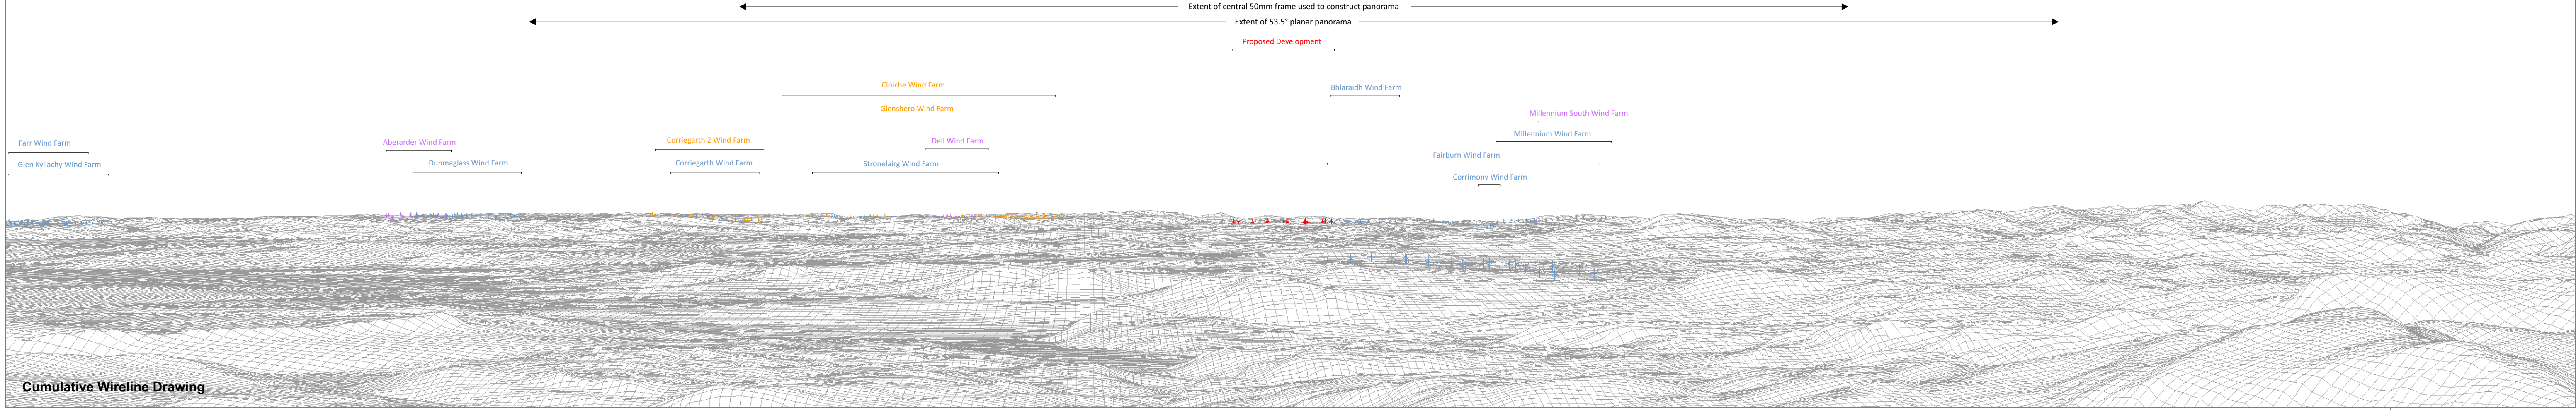 Extent of central 50mm frame used to construct panorama
Extent of 53.5° planar panorama
Proposed Development
Cloiche Wind Farm
Bhlaraidh Wind Farm
Glenshero Wind Farm
Millennium South Wind Farm
Millennium Wind Farm
Corriegarth 2 Wind Farm
Dell Wind Farm
Aberarder Wind Farm
Farr Wind Farm
Fairburn Wind Farm
Dunmaglass Wind Farm
Corriegarth Wind Farm
Stronelairg Wind Farm
Glen Kyllachy Wind Farm
Corrimony Wind Farm
Cumulative Wireline Drawing